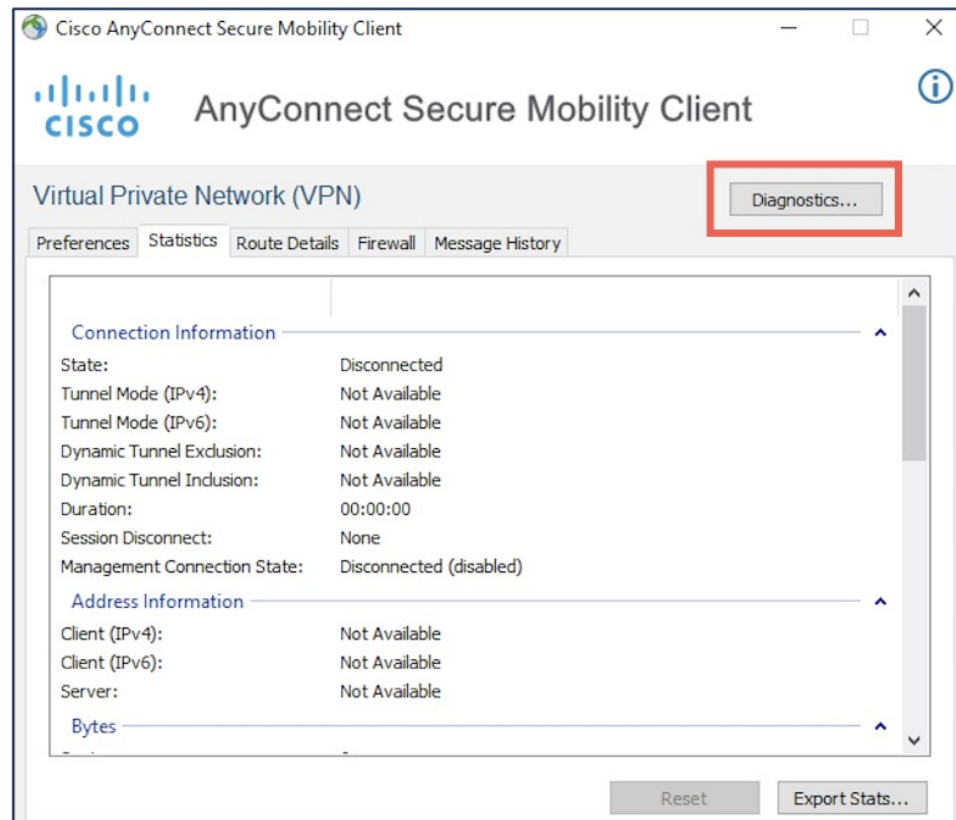 Cisco AnyConnect Secure Mobility Client
CISCO
AnyConnect Secure Mobility Client
Virtual Private Network (VPN)
Diagnostics...
Preferences Statistics Route Details Firewall Message History
Connection Information
State: Disconnected
Tunnel Mode (IPv4): Not Available
Tunnel Mode (IPv6): Not Available
Dynamic Tunnel Exclusion: Not Available
Dynamic Tunnel Inclusion: Not Available
Duration: 00:00:00
Session Disconnect: None
Management Connection State: Disconnected (disabled)
Address Information
Client (IPv4): Not Available
Client (IPv6): Not Available
Server: Not Available
Bytes
Reset Export Stats...